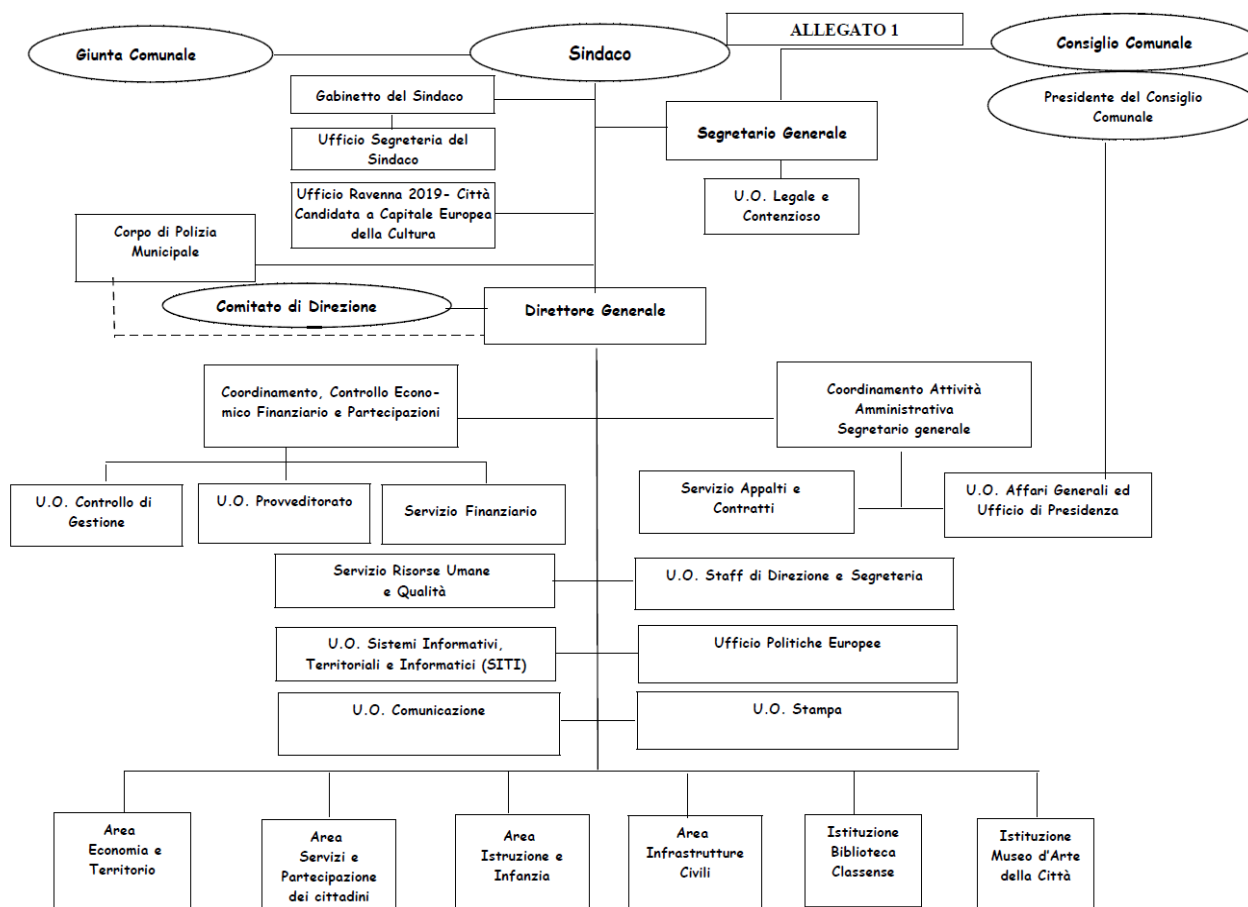 ALLEGATO 1
Giunta Comunale
Sindaco
Consiglio Comunale
Gabinetto del Sindaco
Presidente del Consiglio
Comunale
Segretario Generale
Ufficio Segreteria del
Sindaco
Ufficio Ravenna 2019- Città
Candidata a Capitale Europea
della Cultura
U.O. Legale e
Contenzioso
Corpo di Polizia
Municipale
Comitato di Direzione
Direttore Generale
Coordinamento, Controllo Econo-
mico Finanziario e Partecipazioni
Coordinamento Attività
Amministrativa
Segretario generale
U.O. Controllo di
Gestione
U.O. Provveditorato
Servizio Finanziario
Servizio Appalti e
Contratti
U.O. Affari Generali ed
Ufficio di Presidenza
Servizio Risorse Umane
e Qualità
U.O. Staff di Direzione e Segreteria
U.O. Sistemi Informativi,
Territoriali e Informatici (SITI)
Ufficio Politiche Europee
U.O. Comunicazione
U.O. Stampa
Area
Economia e
Territorio
Area
Servizi e
Partecipazione
dei cittadini
Area
Istruzione e
Infanzia
Area
Infrastrutture
Civili
Istituzione
Biblioteca
Classense
Istituzione
Museo d'Arte
della Città